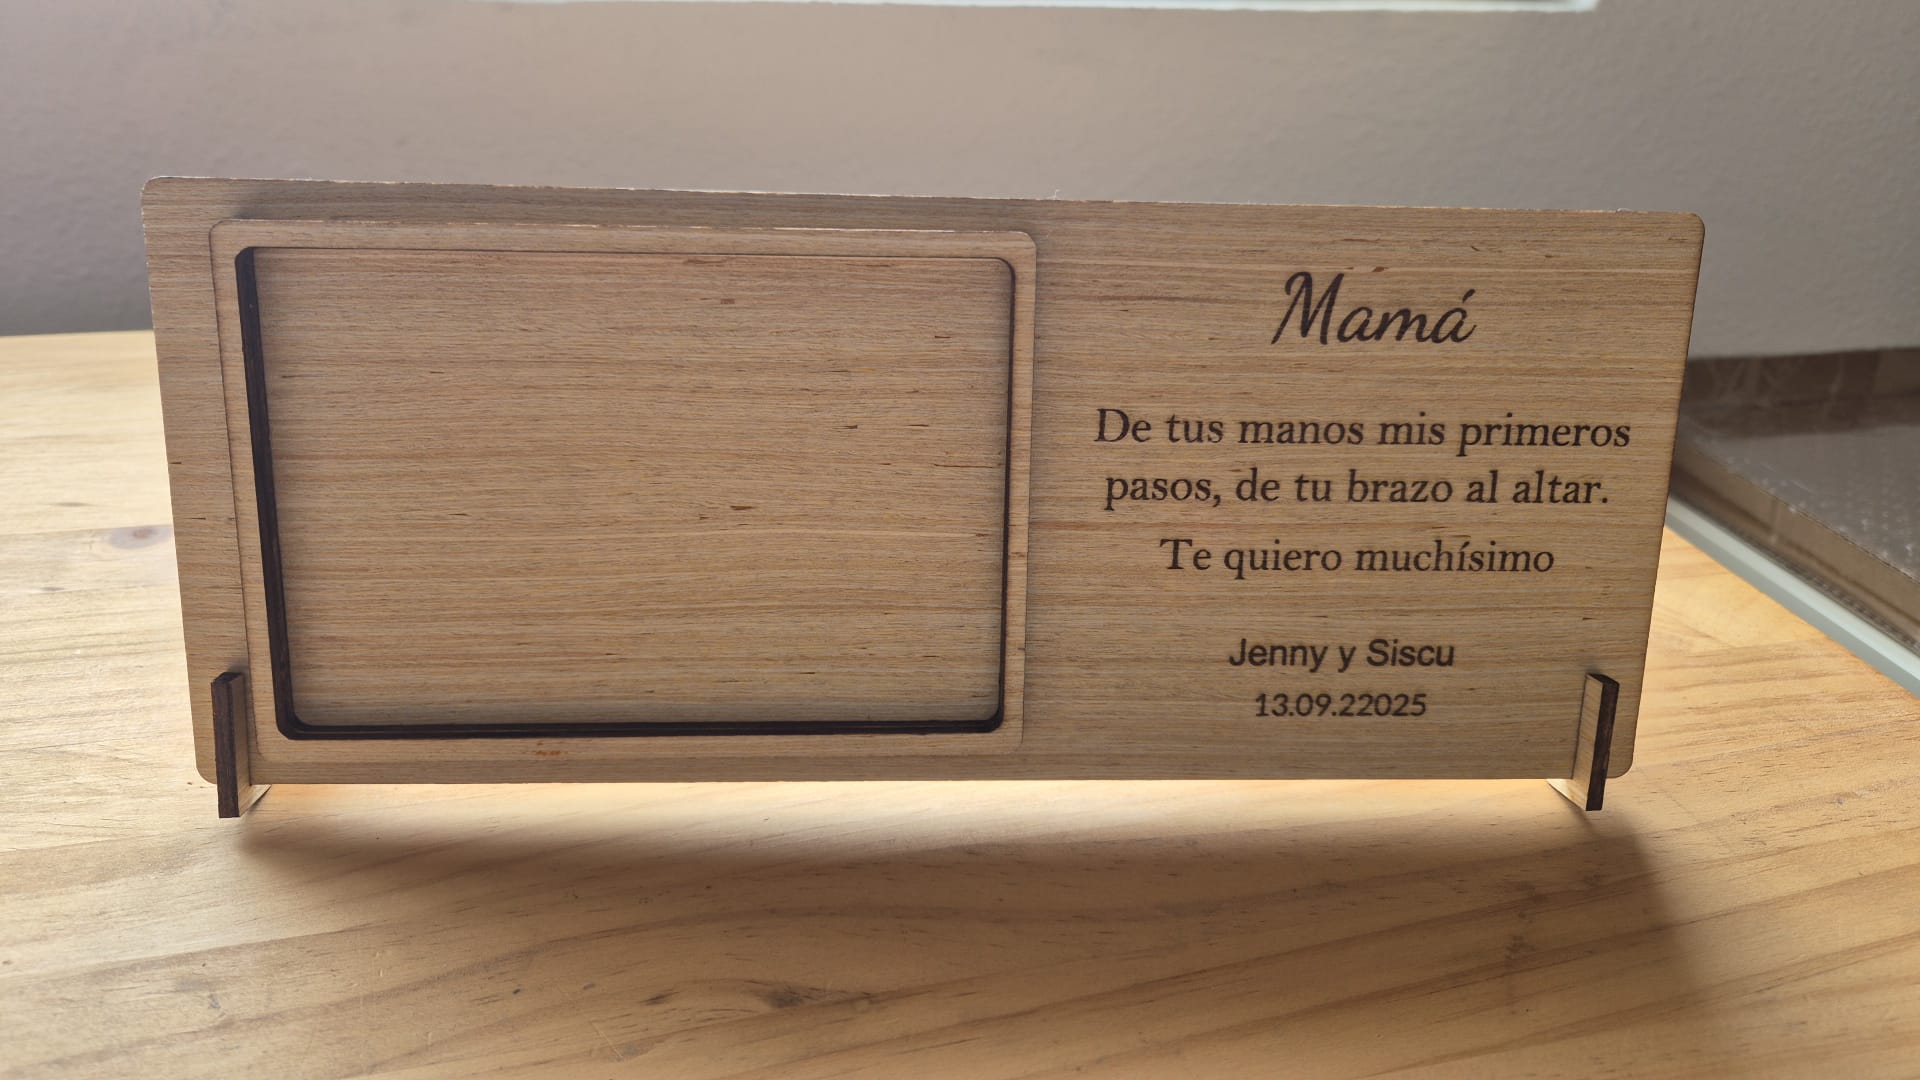 Mamá
De tus manos mis primeros
pasos, de tu brazo al altar.
Te quiero muchísimo
Jenny y Siscu
13.09.22025